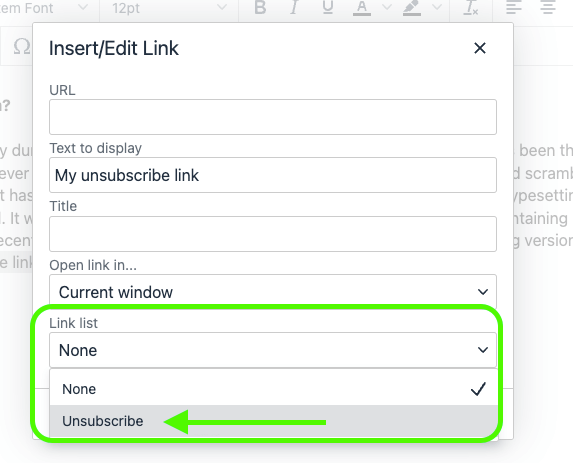 em Font 12pt B I U A
Ω
Insert/Edit Link
URL
?
Text to display
y du
been th
My unsubscribe link
ever
d scramb
t has
ypesettin
Title
. It w
ntaining
ecent
g version
Open link in...
e link
Current window
Link list
None
None
Unsubscribe